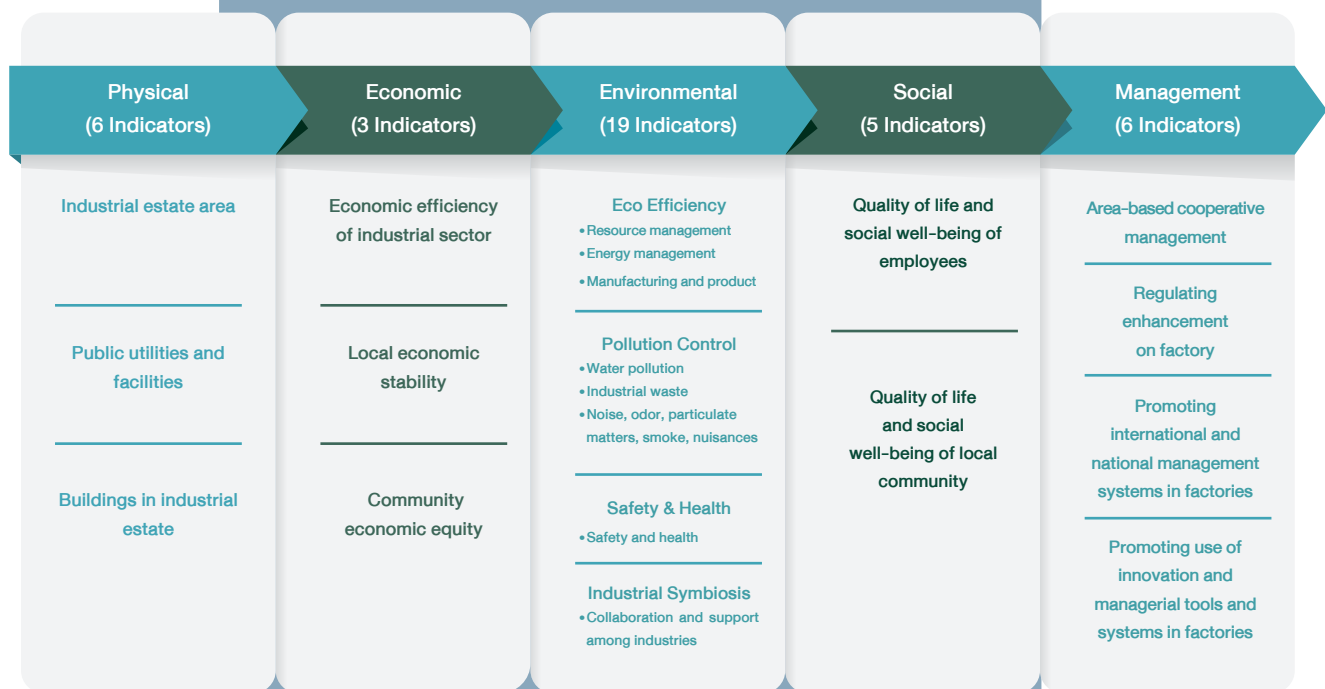 Physical
(6 Indicators)
Industrial estate area
Public utilities and
facilities
Buildings in industrial
estate
Economic
(3 Indicators)
Economic efficiency
of industrial sector
Local economic
stability
Community
economic equity
Environmental
(19 Indicators)
Eco Efficiency
•Resource management
•Energy management
•Manufacturing and product
Pollution Control
•Water pollution
•Industrial waste
•Noise, odor, particulate
matters, smoke, nuisances
Safety & Health
•Safety and health
Industrial Symbiosis
•Collaboration and support
among industries
Social
(5 Indicators)
Quality of life and
social well-being of
employees
Quality of life
and social
well-being of local
community
Management
(6 Indicators)
Area-based cooperative
management
Regulating
enhancement
on factory
Promoting
international and
national management
systems in factories
Promoting use of
innovation and
managerial tools and
systems in factories